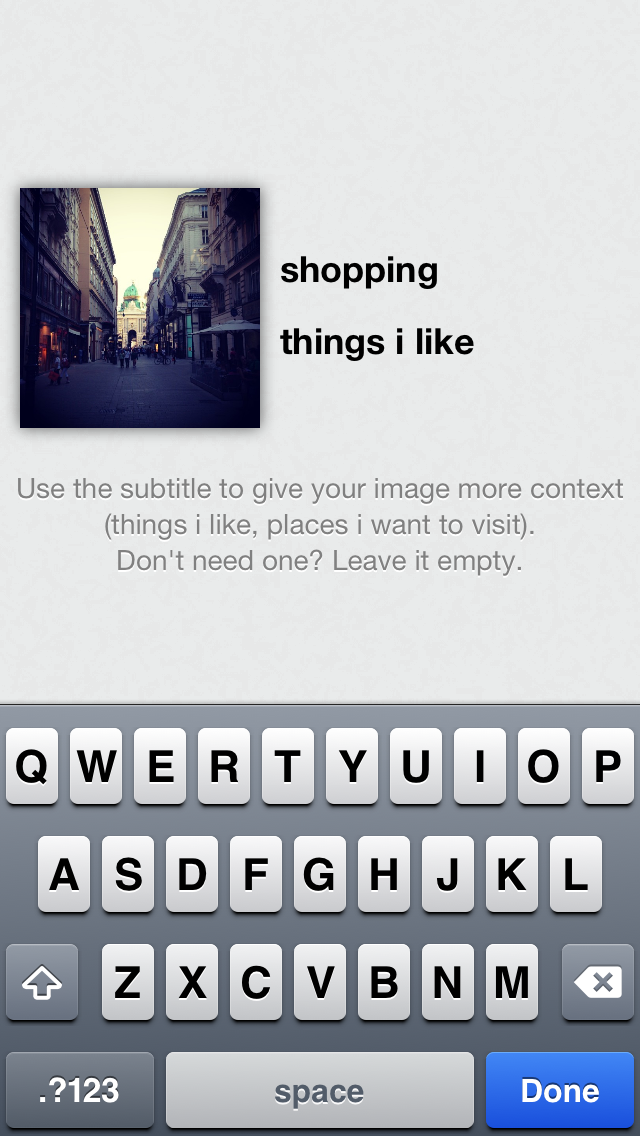 shopping
things i like
Use the subtitle to give your image more context
(things i like, places i want to visit).
Don't need one? Leave it empty.
Q W E R T Y U I O P
A S D F G H J K L
Z X C V B N M
.?123 space Done